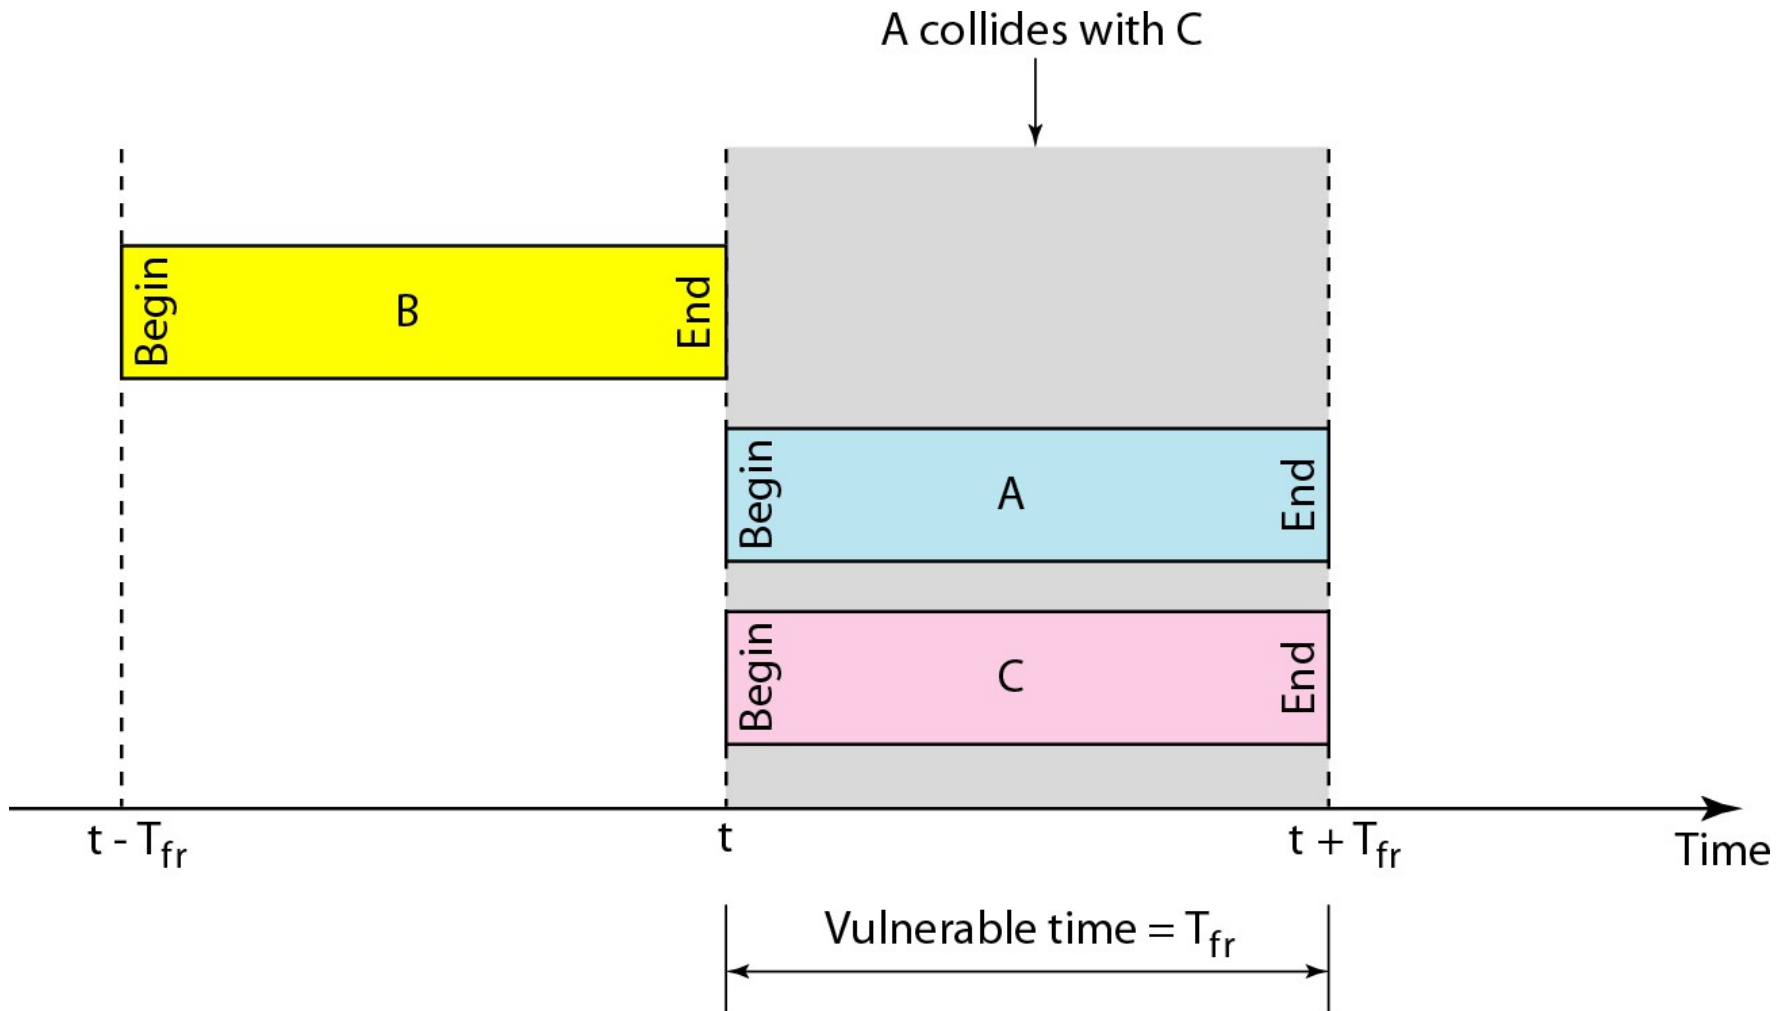 A collides with C
Begin
B
End
Begin
A
End
Begin
C
End
t - Tfr
t
t + Tfr
Time
Vulnerable time = Tfr